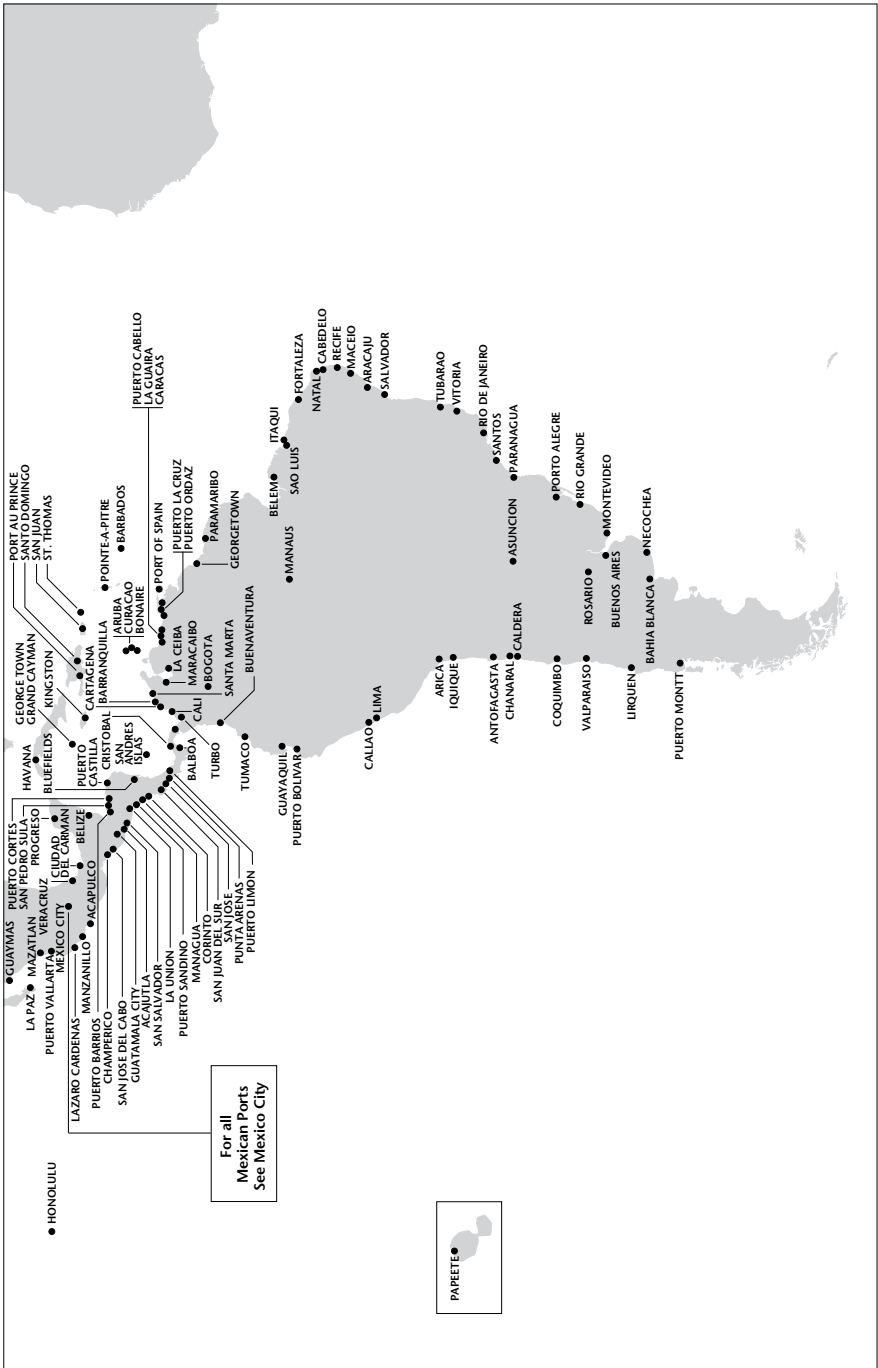 GUAYMAS
LA PAZ
MAZATLAN
PUERTO VALLARTA
VERACRUZ
MEXICO CITY
LAZARO CARDENAS
MANZANILLO
ACAPULCO
PUERTO CORTES
SAN PEDRO SULA
PROGRESO
CIUDAD
DEL CARMAN
BELIZE
PUERTO BARRIOS
CHAMPERICO
SAN JOSE DEL CABO
GUATAMALA CITY
ACAJUTLA
SAN SALVADOR
LA UNION
PUERTO SANDINO
MANAGUA
CORINTO
SAN JUAN DEL SUR
SAN JOSE
PUNTA ARENAS
PUERTO LIMON
HAVANA
BLUEFIELDS
GEORGE TOWN
GRAND CAYMAN
KINGSTON
PUERTO
CASTILLA
CRISTOBAL
SAN
ANDRES
ISLAS
CARTAGENA
BARRANQUILLA
PORT AU PRINCE
SANTO DOMINGO
SAN JUAN
ST. THOMAS
POINTE-A-PITRE
BARBADOS
ARUBA
CURACAO
BONAIRE
PUERTO CABELLO
LA GUAIRA
CARACAS
PORT OF SPAIN
PUERTO LA CRUZ
PUERTO ORDAZ
PARAMARIBO
GEORGETOWN
LA CEIBA
MARACAIBO
BOGOTA
SANTA MARTA
BUENAVENTURA
BALBOA
CALI
TURBO
TUMACO
GUAYAQUIL
PUERTO BOLIVAR
BELEM
ITAQUI
SAO LUIS
MANAUS
FORTALEZA
NATAL
CABEDELO
RECIFE
MACEIO
ARACAJU
SALVADOR
CALLAO
LIMA
TUBARAO
VITORIA
RIO DE JANEIRO
SANTOS
PARANAGUA
ARICA
IQUIQUE
ANTOFAGASTA
CHANARAL
CALDERA
ASUNCION
COQUIMBO
VALPARAISO
PORTO ALEGRE
RIO GRANDE
ROSARIO
BUENOS AIRES
MONTEVIDEO
LIRQUEN
BAHIA BLANCA
NECOCHEA
PUERTO MONTT
For all
Mexican Ports
See Mexico City
HONOLULU
PAPEETE